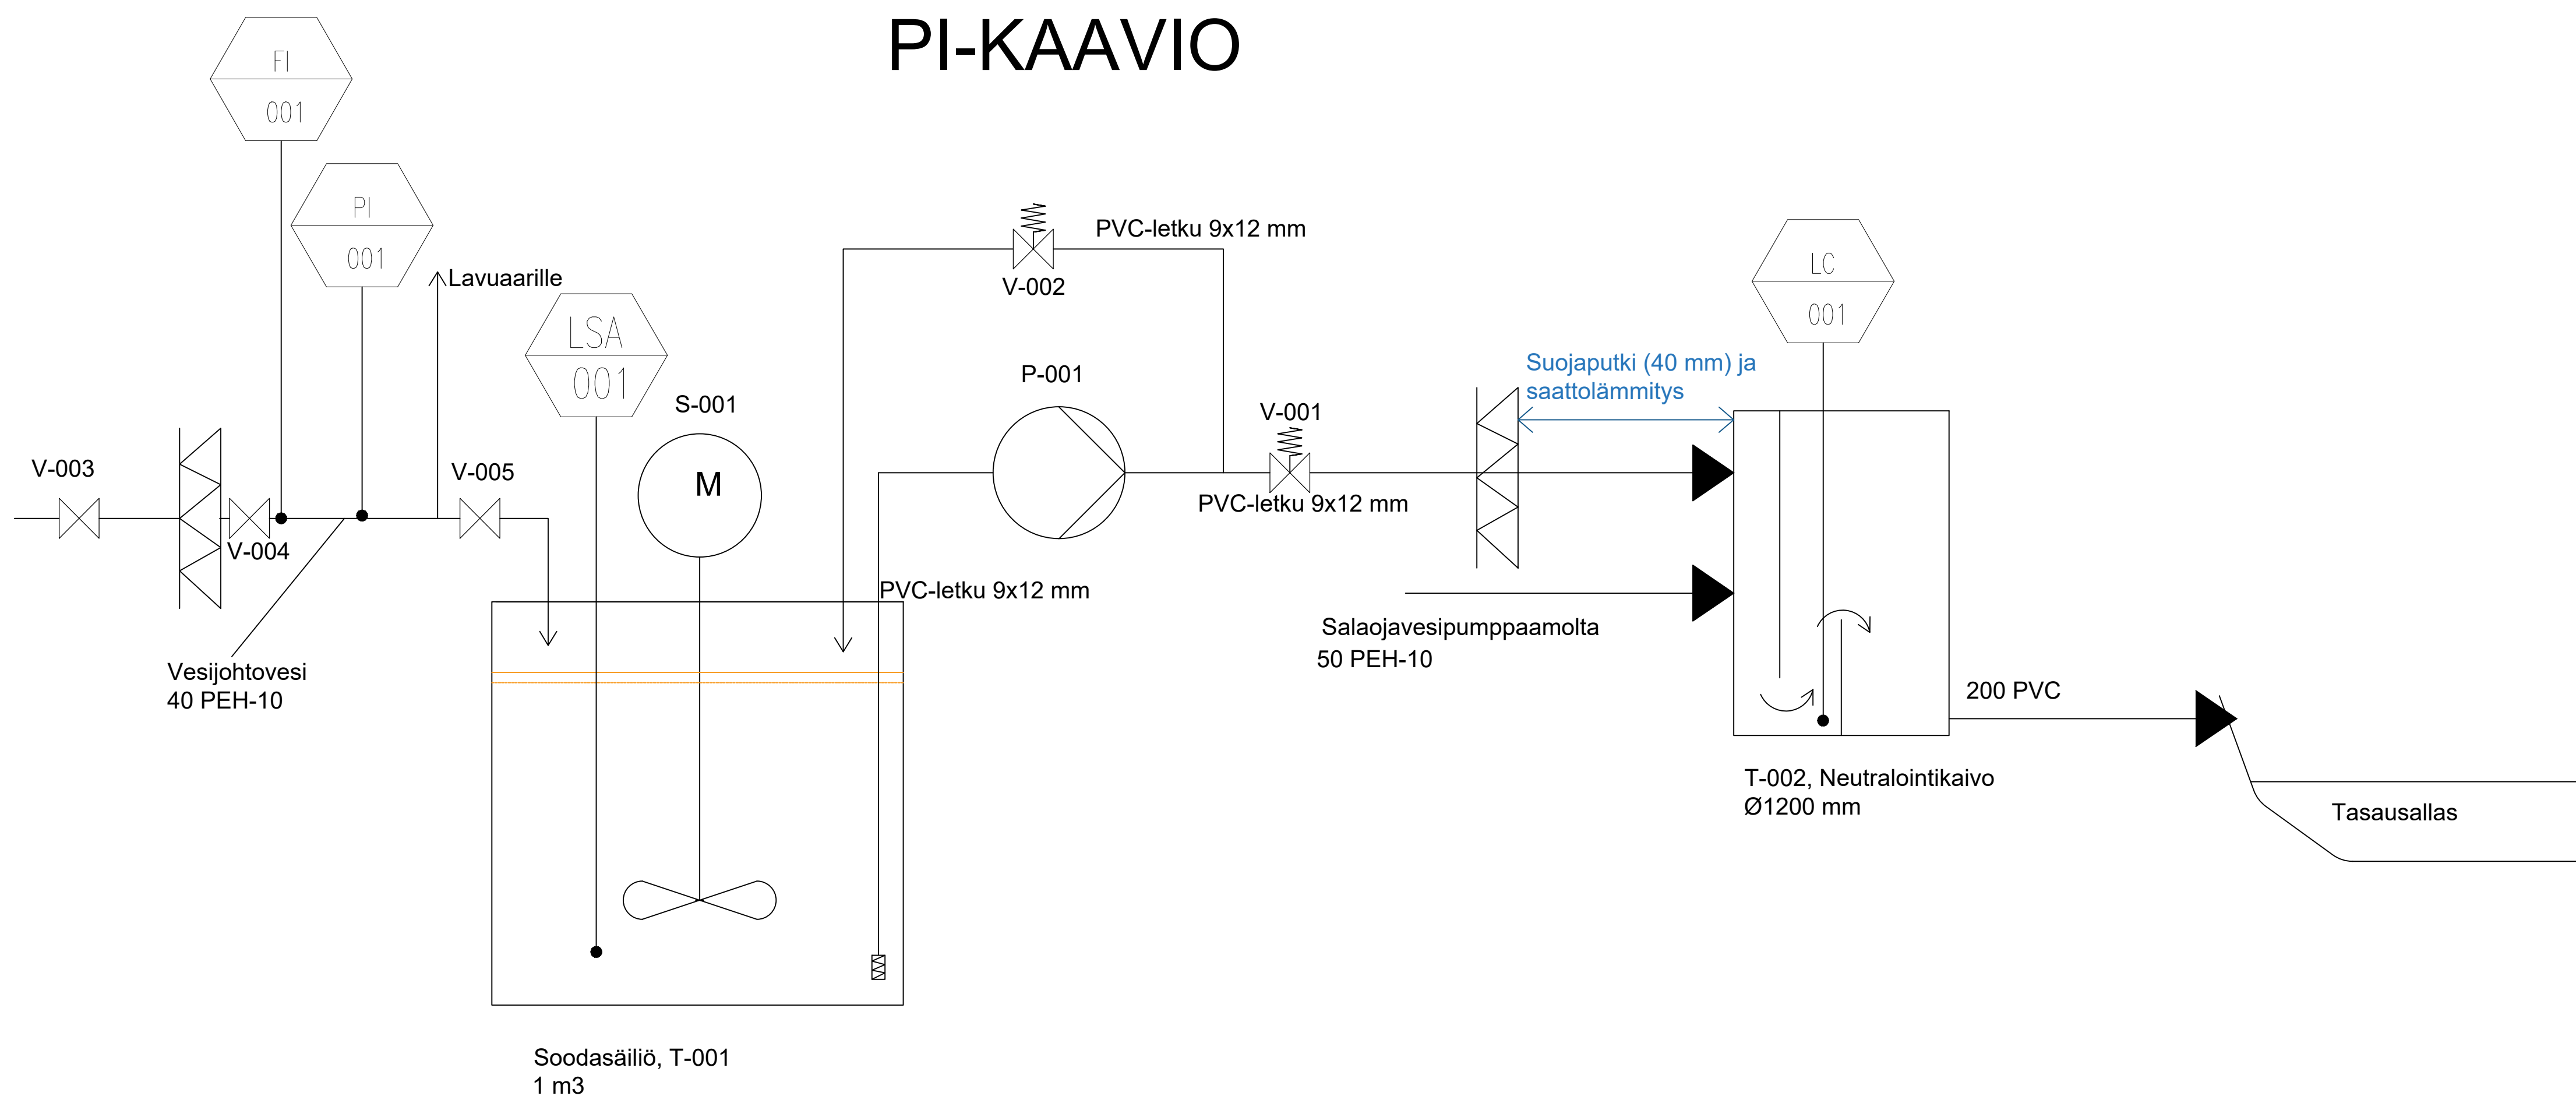 PI-KAAVIO
FI
001
PI
001
Lavuaarille
LSA
001
S-001
M
V-003
V-004
V-005
Vesijohtovesi
40 PEH-10
PVC-letku 9x12 mm
V-002
P-001
V-001
PVC-letku 9x12 mm
PVC-letku 9x12 mm
Suojaputki (40 mm) ja
saattolämmitys
LC
001
Salaojavesipumppaamolta
50 PEH-10
200 PVC
T-002, Neutralointikaivo
Ø1200 mm
Tasausallas
Soodasäiliö, T-001
1 m3